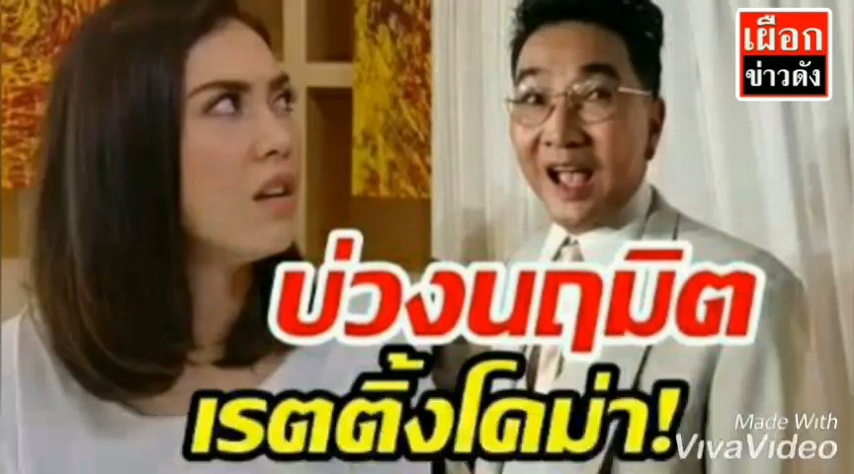 เผือก
ข่าวดัง
บ่วงนฤมิต
เรตติ้งโคม่า!
Made With
VivaVideo